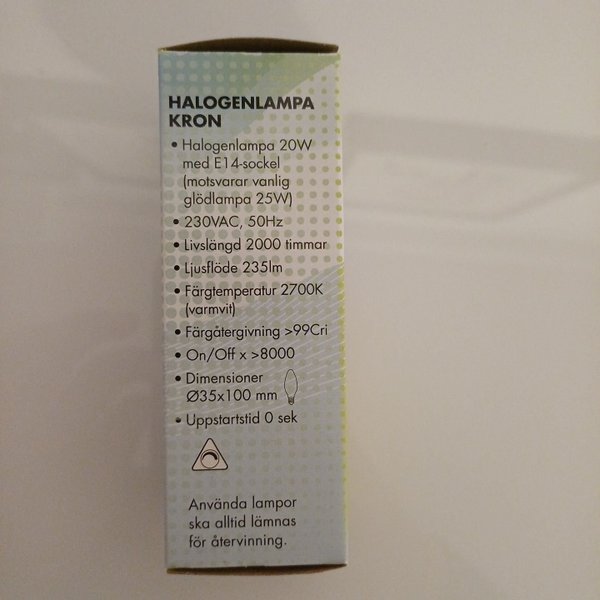 HALOGENLAMPA
KRON
• Halogenlampa 20W
med E14-sockel
(motsvarar vanlig
glödlampa 25W)
• 230VAC, 50Hz
• Livslängd 2000 timmar
• Ljusflöde 235lm
• Färgtemperatur 2700K
(varmvit)
• Färgåtergivning >99Cri
• On/Off x >8000
• Dimensioner
Ø35x100 mm
• Uppstartstid 0 sek
Använda lampor
ska alltid lämnas
för återvinning.